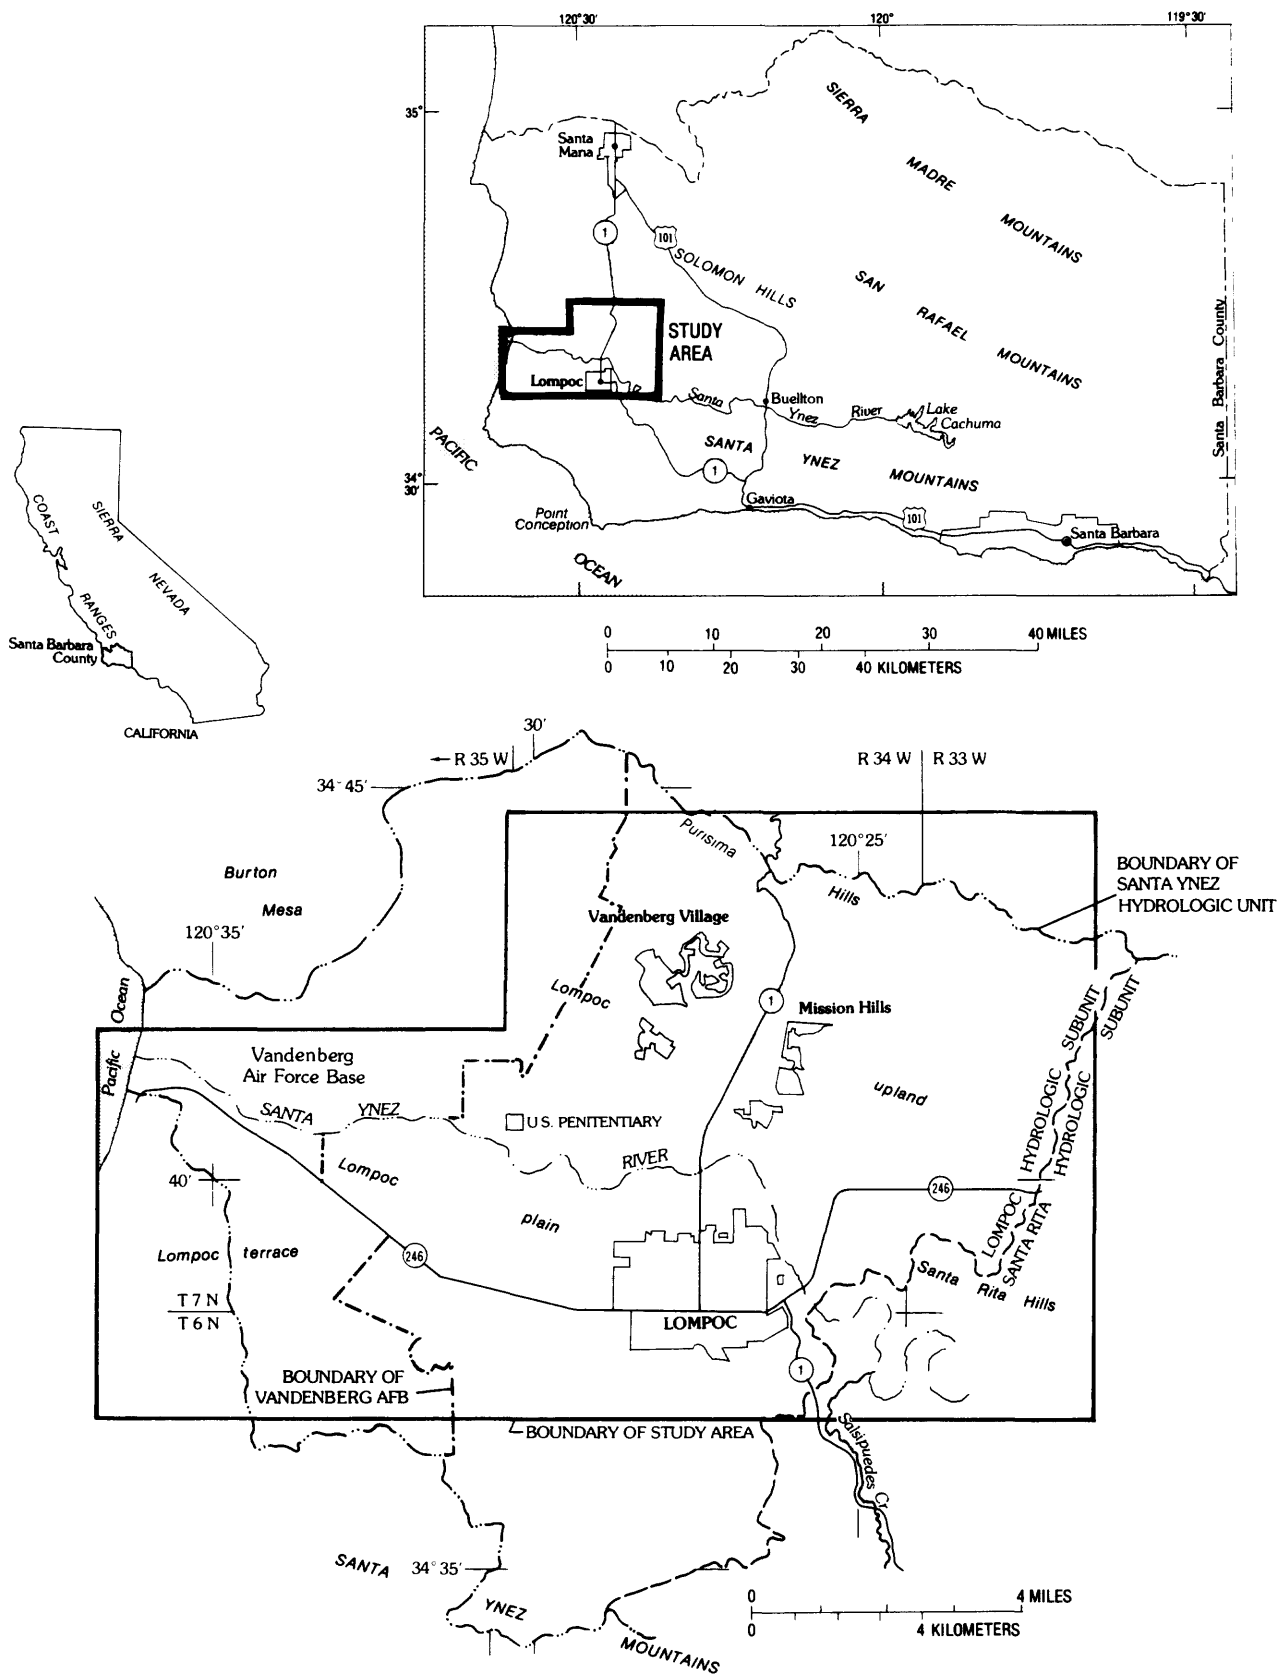 120°30'
120°
119°30'
35°
Santa
Maria
SIERRA
MADRE
MOUNTAINS
1
101
SOLOMON HILLS
SAN
RAFAEL
MOUNTAINS
STUDY
AREA
Lompoc
Santa
Buellton
Ynez
River
Lake
Cachuma
Santa Barbara County
PACIFIC
SANTA
YNEZ
MOUNTAINS
34°
30'
1
Gaviota
Point
Conception
101
Santa Barbara
OCEAN
COAST
RANGES
SIERRA
NEVADA
Santa Barbara
County
CALIFORNIA
0 10 20 30 40 MILES
0 10 20 30 40 KILOMETERS
30'
R 35 W
R 34 W
R 33 W
34°45'
Purisima
Hills
120°25'
BOUNDARY OF
SANTA YNEZ
HYDROLOGIC UNIT
Burton
Mesa
120°35'
Vandenberg Village
Lompoc
Pacific Ocean
1
Mission Hills
upland
Vandenberg
Air Force Base
SANTA
YNEZ
RIVER
U.S. PENITENTIARY
LOMPOC HYDROLOGIC SUBUNIT
SANTA RITA HYDROLOGIC SUBUNIT
40'
Lompoc
plain
246
246
Lompoc terrace
Santa Rita Hills
T 7 N
T 6 N
LOMPOC
1
BOUNDARY OF
VANDENBERG AFB
BOUNDARY OF STUDY AREA
Salsipuedes Cr
SANTA
34°35'
YNEZ
MOUNTAINS
0 4 MILES
0 4 KILOMETERS